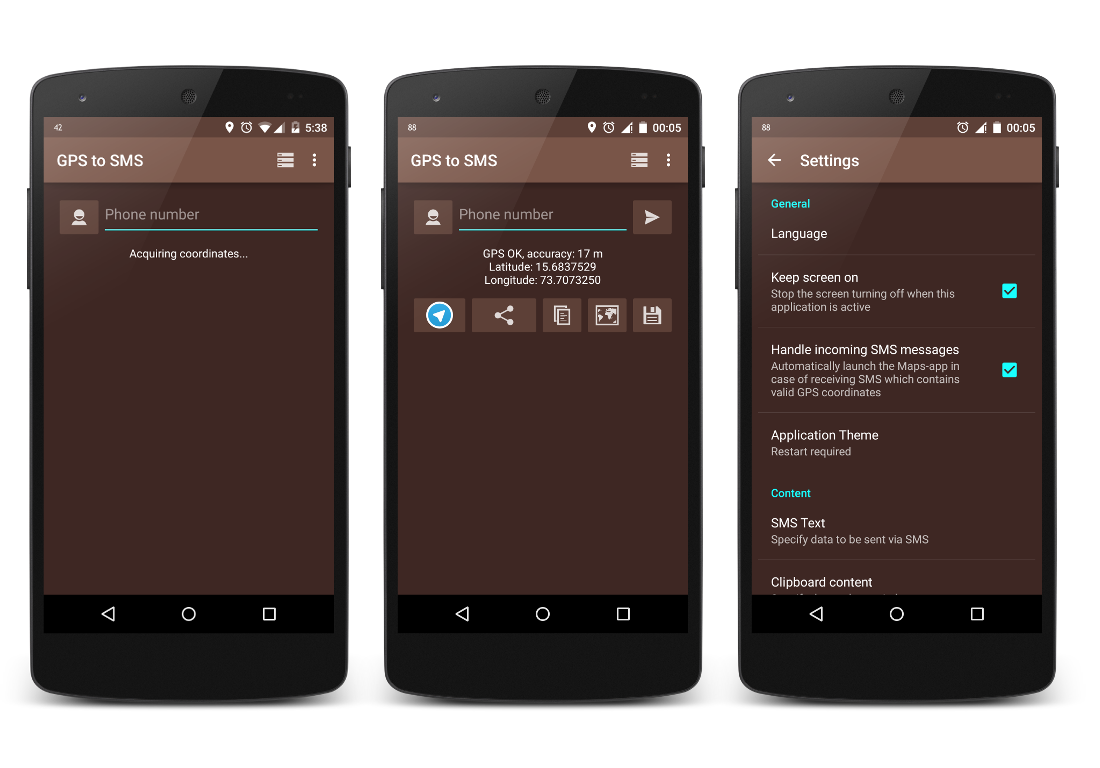 42
5:38
GPS to SMS
Phone number
Acquiring coordinates...
88
00:05
GPS to SMS
Phone number
GPS OK, accuracy: 17 m
Latitude: 15.6837529
Longitude: 73.7073250
88
00:05
Settings
General
Language
Keep screen on
Stop the screen turning off when this
application is active
Handle incoming SMS messages
Automatically launch the Maps-app in
case of receiving SMS which contains
valid GPS coordinates
Application Theme
Restart required
Content
SMS Text
Specify data to be sent via SMS
Clipboard content